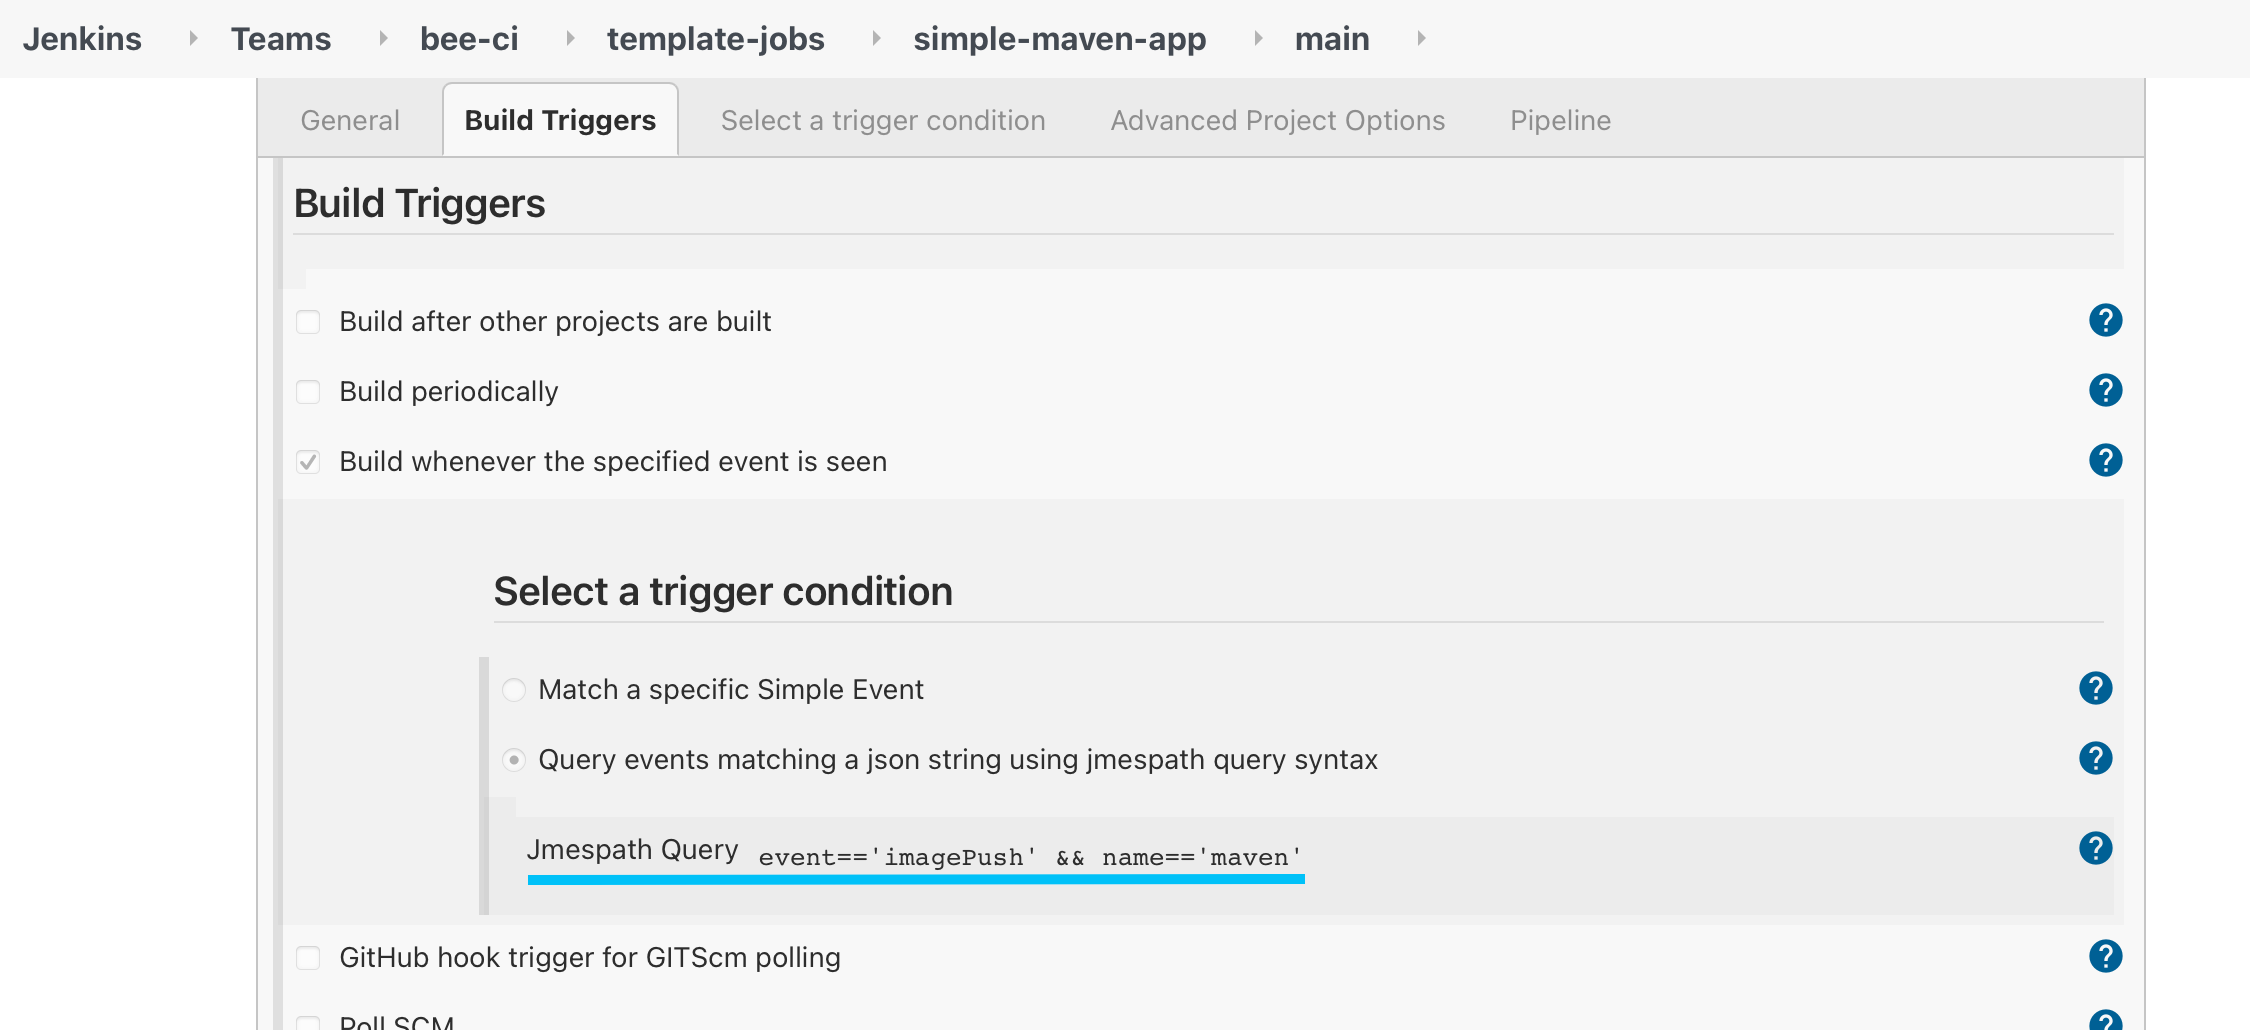 Jenkins Teams bee-ci template-jobs simple-maven-app main
General Build Triggers Select a trigger condition Advanced Project Options Pipeline
Build Triggers
Build after other projects are built ?
Build periodically ?
Build whenever the specified event is seen ?
Select a trigger condition
Match a specific Simple Event ?
Query events matching a json string using jmespath query syntax ?
Jmespath Query event=='imagePush' && name=='maven' ?
GitHub hook trigger for GITScm polling ?
Poll SCM ?